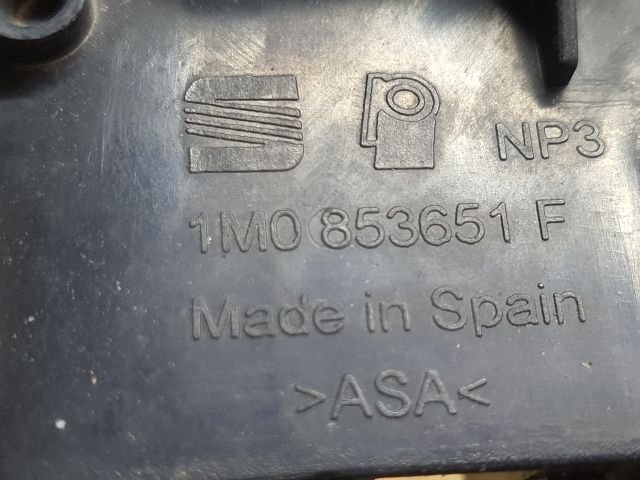 NP3
1M0 853651 F
Made in Spain
>ASA<